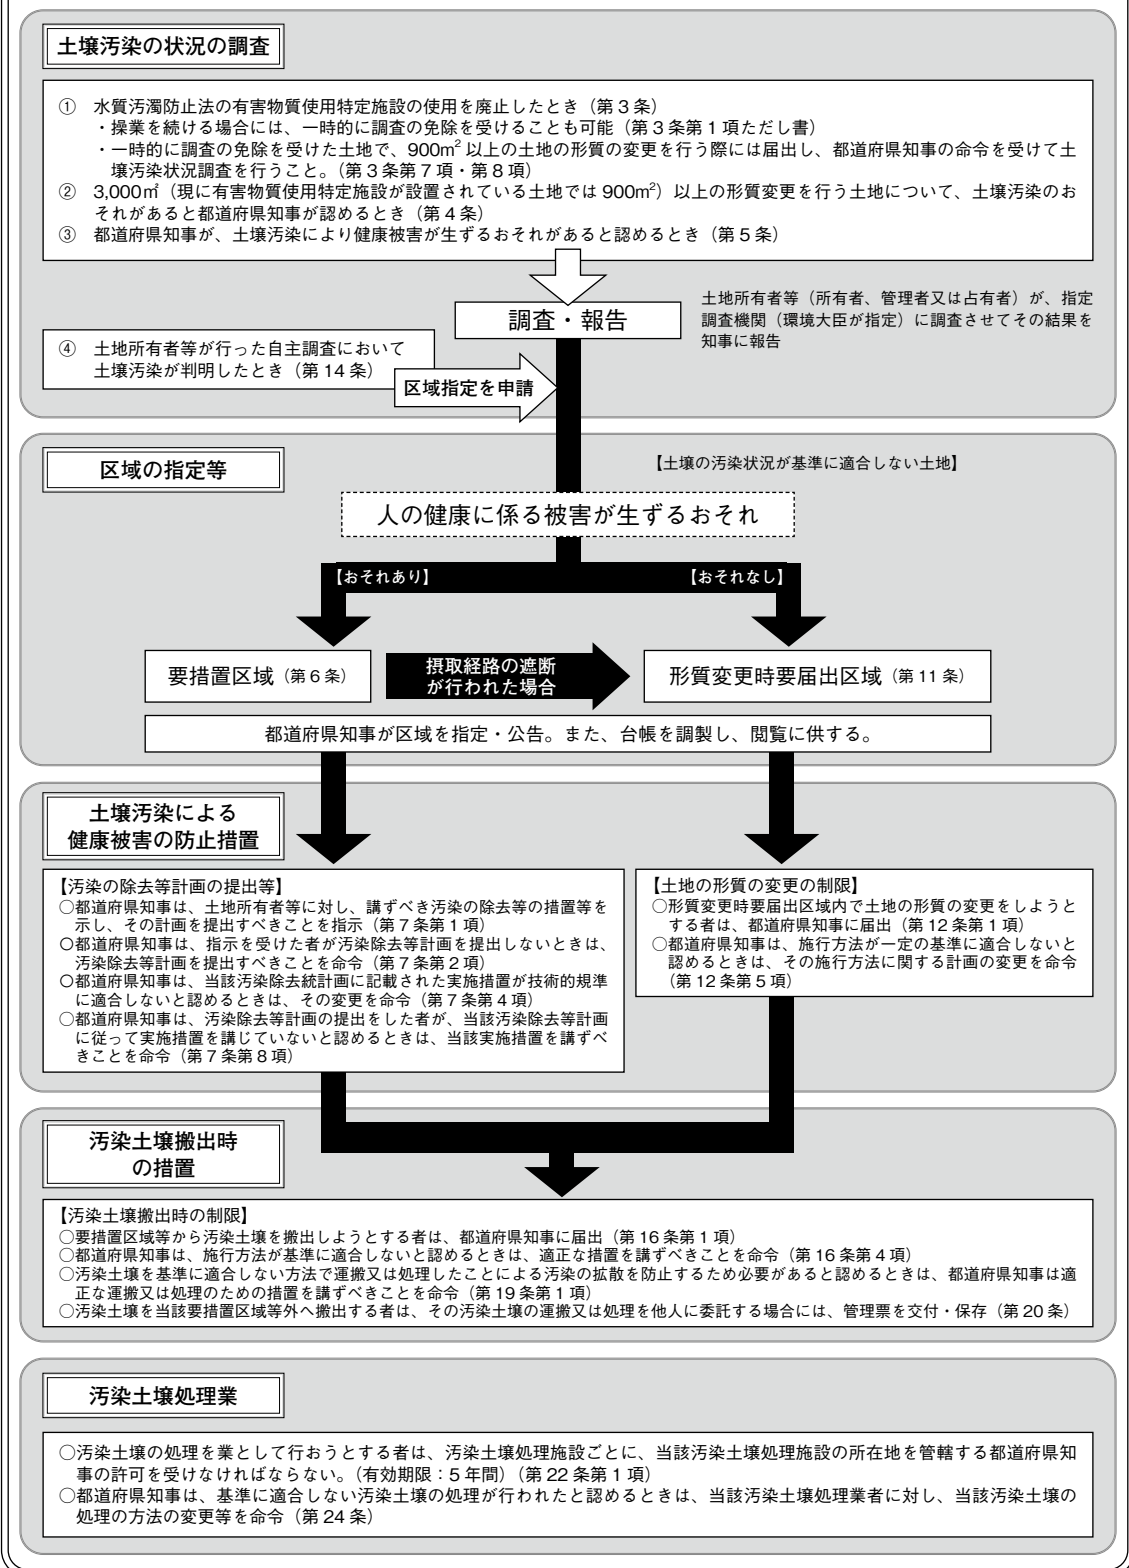 土壌汚染の状況の調査
① 水質汚濁防止法の有害物質使用特定施設の使用を廃止したとき（第３条）
・操業を続ける場合には、一時的に調査の免除を受けることも可能（第３条第１項ただし書）
・一時的に調査の免除を受けた土地で、900m²以上の土地の形質の変更を行う際には届出し、都道府県知事の命令を受けて土
壌汚染状況調査を行うこと。（第３条第７項・第８項）
② 3,000㎡（現に有害物質使用特定施設が設置されている土地では900m²）以上の形質変更を行う土地について、土壌汚染のお
それがあると都道府県知事が認めるとき（第４条）
③ 都道府県知事が、土壌汚染により健康被害が生ずるおそれがあると認めるとき（第５条）
調査・報告
土地所有者等（所有者、管理者又は占有者）が、指定
調査機関（環境大臣が指定）に調査させてその結果を
知事に報告
④ 土地所有者等が行った自主調査において
土壌汚染が判明したとき（第14条）
区域指定を申請
区域の指定等
【土壌の汚染状況が基準に適合しない土地】
人の健康に係る被害が生ずるおそれ
【おそれあり】
【おそれなし】
要措置区域（第６条）
摂取経路の遮断
が行われた場合
形質変更時要届出区域（第11条）
都道府県知事が区域を指定・公告。また、台帳を調製し、閲覧に供する。
土壌汚染による
健康被害の防止措置
【汚染の除去等計画の提出等】
○都道府県知事は、土地所有者等に対し、講ずべき汚染の除去等の措置等を
示し、その計画を提出すべきことを指示（第７条第１項）
○都道府県知事は、指示を受けた者が汚染除去等計画を提出しないときは、
汚染除去等計画を提出すべきことを命令（第７条第２項）
○都道府県知事は、当該汚染除去統計画に記載された実施措置が技術的規準
に適合しないと認めるときは、その変更を命令（第７条第４項）
○都道府県知事は、汚染除去等計画の提出をした者が、当該汚染除去等計画
に従って実施措置を講じていないと認めるときは、当該実施措置を講ずべ
きことを命令（第７条第８項）
【土地の形質の変更の制限】
○形質変更時要届出区域内で土地の形質の変更をしようと
する者は、都道府県知事に届出（第12条第１項）
○都道府県知事は、施行方法が一定の基準に適合しないと
認めるときは、その施行方法に関する計画の変更を命令
（第12条第５項）
汚染土壌搬出時
の措置
【汚染土壌搬出時の制限】
○要措置区域等から汚染土壌を搬出しようとする者は、都道府県知事に届出（第16条第１項）
○都道府県知事は、施行方法が基準に適合しないと認めるときは、適正な措置を講ずべきことを命令（第16条第４項）
○汚染土壌を基準に適合しない方法で運搬又は処理したことによる汚染の拡散を防止するため必要があると認めるときは、都道府県知事は適
正な運搬又は処理のための措置を講ずべきことを命令（第19条第１項）
○汚染土壌を当該要措置区域等外へ搬出する者は、その汚染土壌の運搬又は処理を他人に委託する場合には、管理票を交付・保存（第20条）
汚染土壌処理業
○汚染土壌の処理を業として行おうとする者は、汚染土壌処理施設ごとに、当該汚染土壌処理施設の所在地を管轄する都道府県知
事の許可を受けなければならない。（有効期限：５年間）（第22条第１項）
○都道府県知事は、基準に適合しない汚染土壌の処理が行われたと認めるときは、当該汚染土壌処理業者に対し、当該汚染土壌の
処理の方法の変更等を命令（第24条）